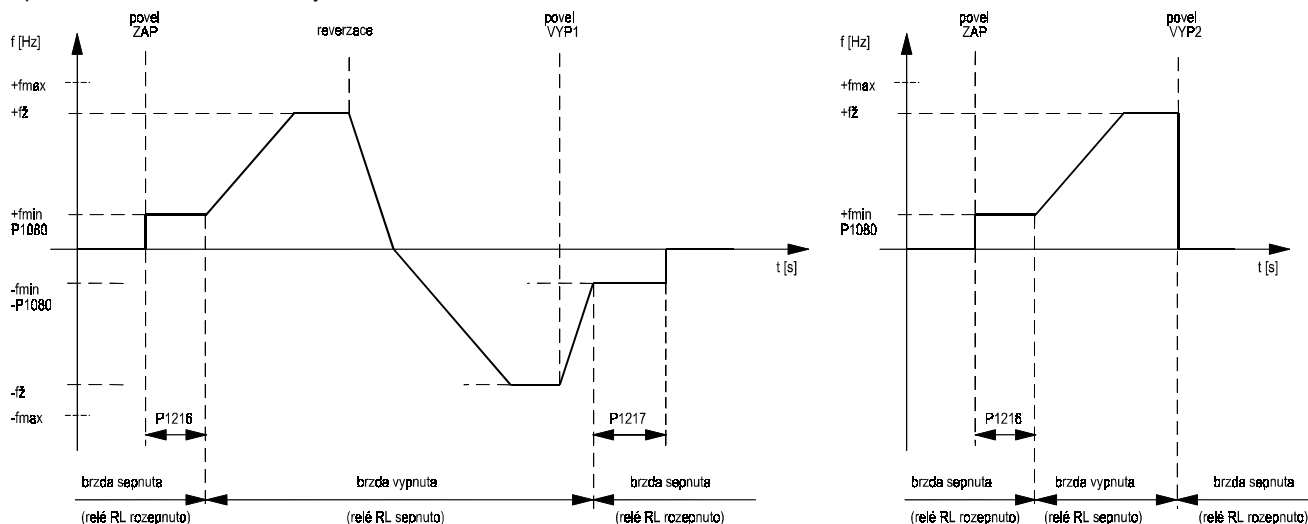 povel
ZAP
reverzace
povel
VYP1
f [Hz]
+fmax
+fž
+fmin
P1080
-fmin
-P1080
-fž
-fmax
t [s]
P1216
P1217
brzda sepnuta
brzda vypnuta
brzda sepnuta
(relé RL rozepnuto)
(relé RL sepnuto)
(relé RL rozepnuto)
povel
ZAP
povel
VYP2
f [Hz]
+fmax
+fž
+fmin
P1080
t [s]
P1216
brzda sepnuta
brzda vypnuta
brzda sepnuta
(relé RL rozepnuto)
(relé RL sepnuto)
(relé RL rozepnuto)